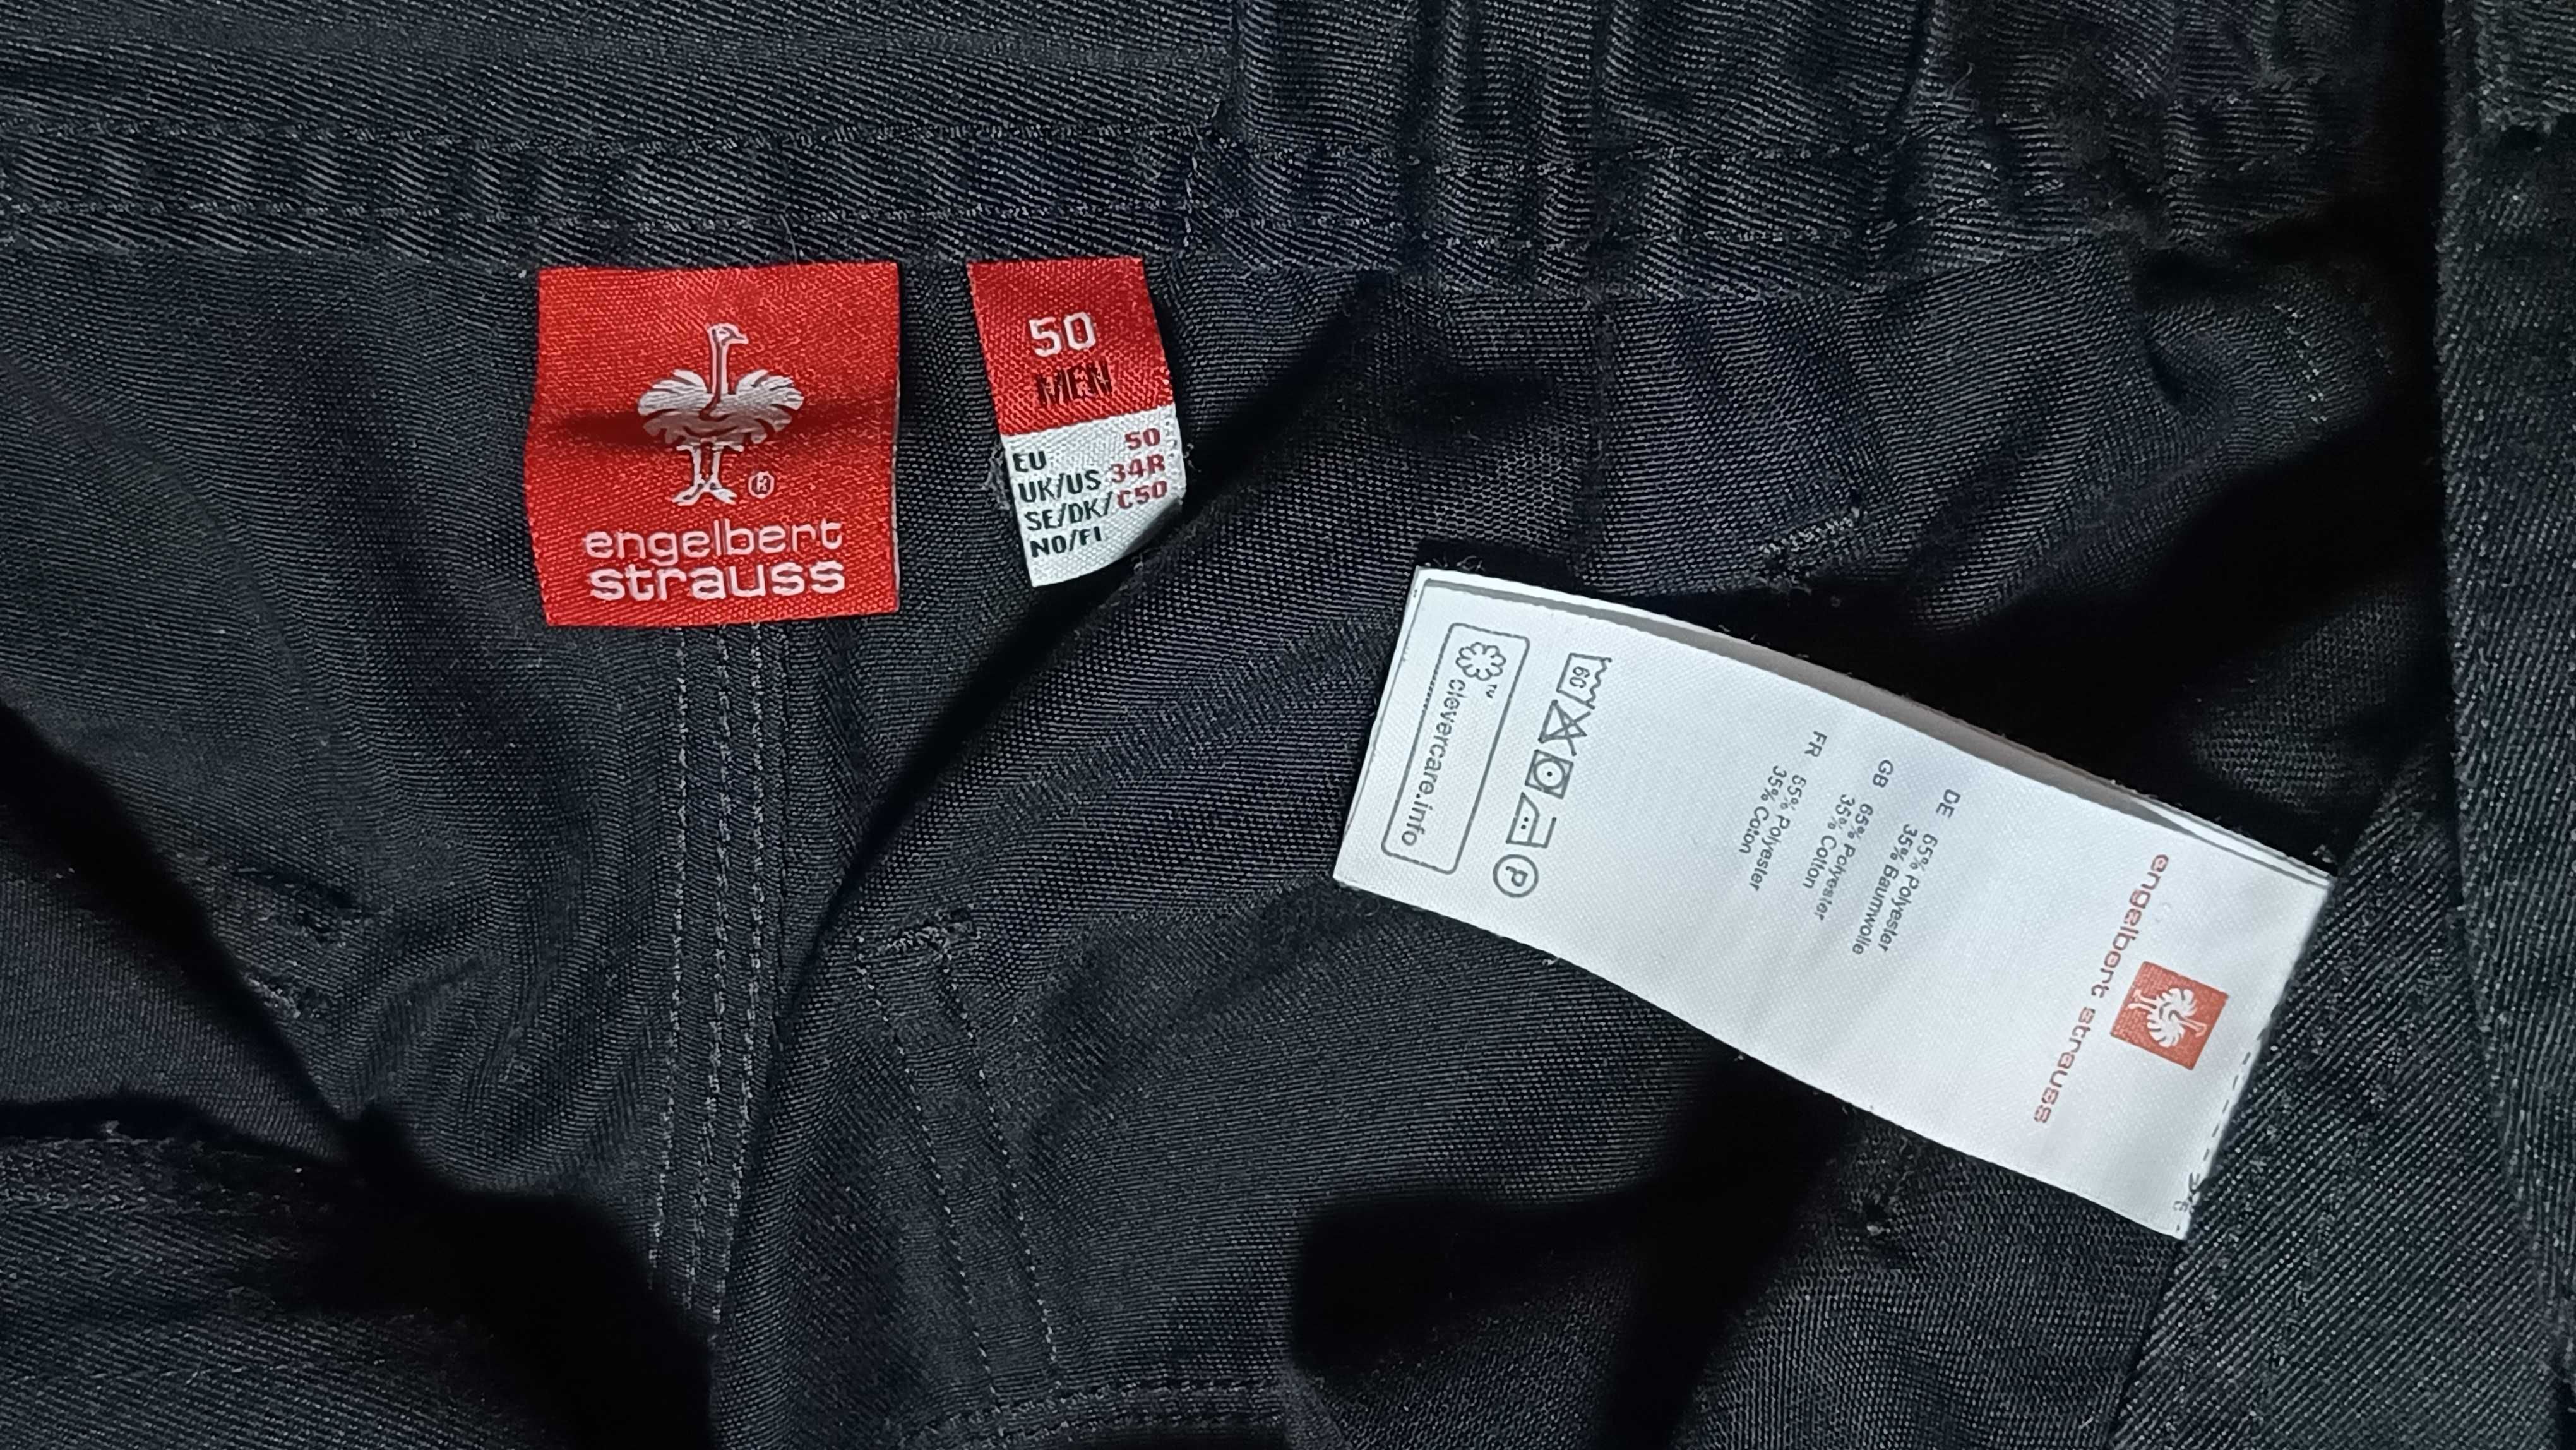 ®
engelbert
strauss
50
MEN
EU 50
UK/US 34R
SE/DK/ C50
NO/FI
engelbert strauss
DE 65% Polyester
35% Baumwolle
GB 65% Polyester
35% Cotton
FR 65% Polyester
35% Coton
60
P
clevercare.info